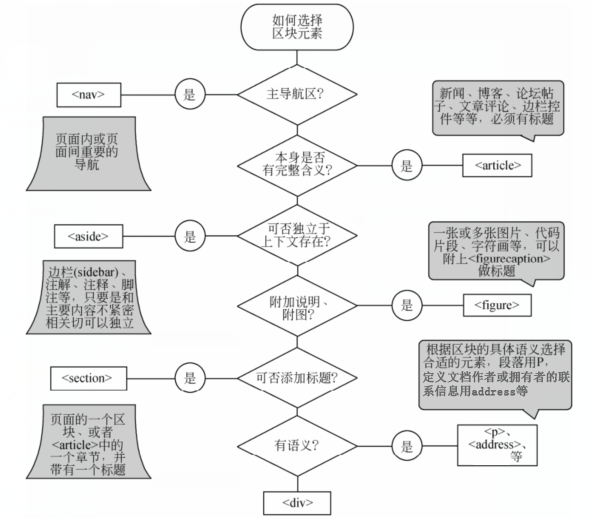 如何选择
区块元素
主导航区?
是
<nav>
页面内或页
面间重要的
导航
新闻、博客、论坛帖
子、文章评论、边栏控
件等等，必须有标题
本身是否
有完整含义?
是
<article>
可否独立于
上下文存在?
是
<aside>
边栏(sidebar)、
注解、注释、脚
注等，只要是和
主要内容不紧密
相关切可以独立
一张或多张图片、代码
片段、字符画等，可以
附上<figurecaption>
做标题
附加说明、
附图?
是
<figure>
可否添加标题?
是
<section>
页面的一个区
块、或者
<article>中的
一个章节，并
带有一个标题
根据区块的具体语义选择
合适的元素，段落用P，
定义文档作者或拥有者的联
系信息用address等
有语义?
是
<p>、
<address>、
等
<div>